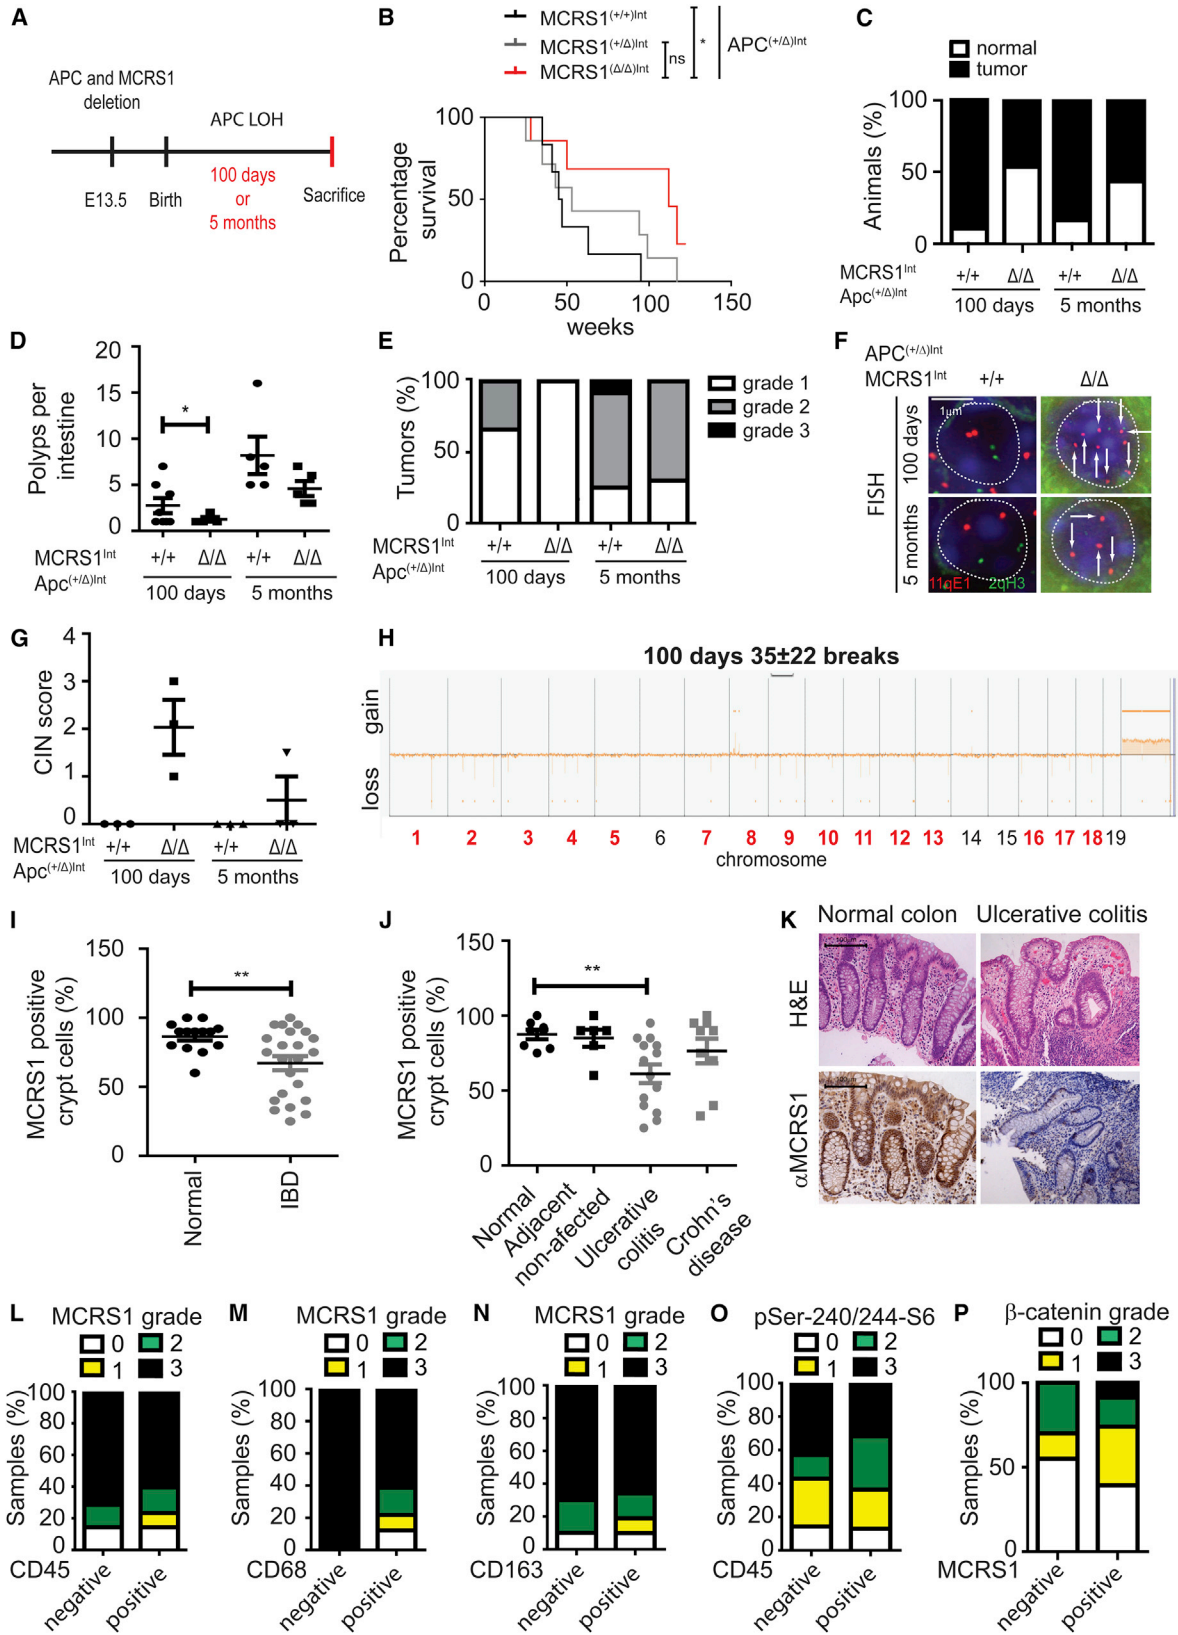 A
APC and MCRS1
deletion
APC LOH
E13.5
Birth
100 days
or
5 months
Sacrifice
B
MCRS1(+/+)Int
MCRS1(+/Δ)Int
MCRS1(Δ/Δ)Int
ns
*
APC(+/Δ)Int
Percentage
survival
100
50
0
0 50 100 150
weeks
C
normal
tumor
Animals (%)
100
50
0
MCRS1Int +/+ Δ/Δ +/+ Δ/Δ
Apc(+/Δ)Int
100 days 5 months
D
Polyps per
intestine
20
15
10
5
0
*
MCRS1Int +/+ Δ/Δ +/+ Δ/Δ
Apc(+/Δ)Int
100 days 5 months
E
Tumors (%)
100
50
0
grade 1
grade 2
grade 3
MCRS1Int +/+ Δ/Δ +/+ Δ/Δ
Apc(+/Δ)Int
100 days 5 months
F
APC(+/Δ)Int
MCRS1Int +/+ Δ/Δ
1µm
FISH
100 days
5 months
11qE1 2qH3
G
CIN score
4
3
2
1
0
MCRS1Int +/+ Δ/Δ +/+ Δ/Δ
Apc(+/Δ)Int
100 days 5 months
H
100 days 35±22 breaks
gain
loss
1 2 3 4 5 6 7 8 9 10 11 12 13 14 15 16 17 18 19
chromosome
I
MCRS1 positive
crypt cells (%)
150
100
50
0
**
Normal
IBD
J
MCRS1 positive
crypt cells (%)
150
100
50
0
**
Normal
Adjacent
non-afected
Ulcerative
colitis
Crohn's
disease
K
Normal colon Ulcerative colitis
H&E
αMCRS1
L
MCRS1 grade
0 2
1 3
Samples (%)
100
80
60
40
20
0
CD45
negative
positive
M
MCRS1 grade
0 2
1 3
Samples (%)
100
80
60
40
20
0
CD68
negative
positive
N
MCRS1 grade
0 2
1 3
Samples (%)
100
80
60
40
20
0
CD163
negative
positive
O
pSer-240/244-S6
0 2
1 3
Samples (%)
100
80
60
40
20
0
CD45
negative
positive
P
β-catenin grade
0 2
1 3
Samples (%)
100
50
0
MCRS1
negative
positive